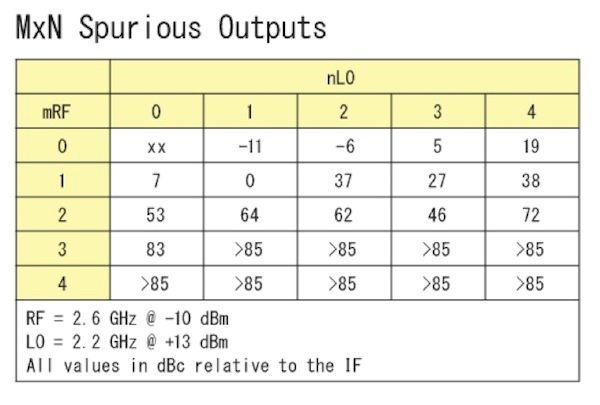 MxN Spurious Outputs
nLO
mRF 0 1 2 3 4
0 xx -11 -6 5 19
1 7 0 37 27 38
2 53 64 62 46 72
3 83 >85 >85 >85 >85
4 >85 >85 >85 >85 >85
RF = 2.6 GHz @ -10 dBm
LO = 2.2 GHz @ +13 dBm
All values in dBc relative to the IF